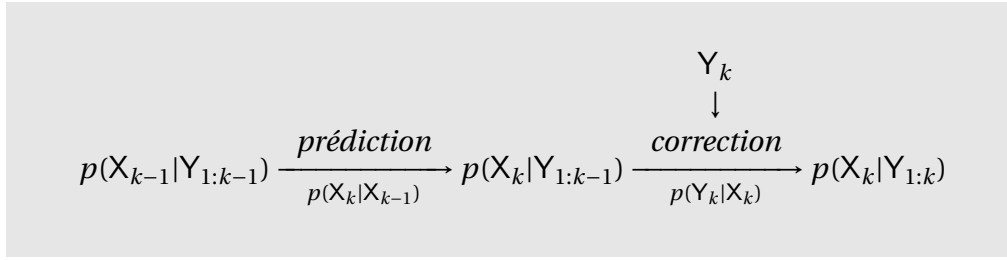 Y_k
↓
prédiction correction
p(X_{k−1}|Y_{1:k−1}) ⟶ p(X_k|Y_{1:k−1}) ⟶ p(X_k|Y_{1:k})
p(X_k|X_{k−1}) p(Y_k|X_k)